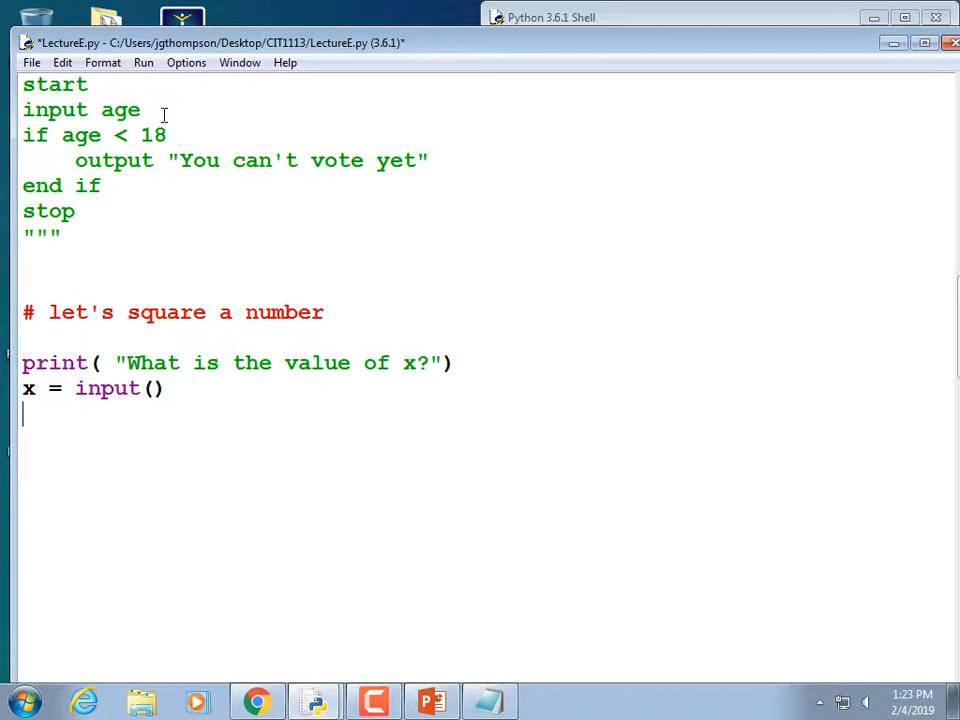 Python 3.6.1 Shell
*LectureE.py - C:/Users/jgthompson/Desktop/CIT1113/LectureE.py (3.6.1)*
File Edit Format Run Options Window Help
start
input age
if age < 18
    output "You can't vote yet"
end if
stop
"""
# let's square a number
print( "What is the value of x?")
x = input()
1:23 PM
2/4/2019